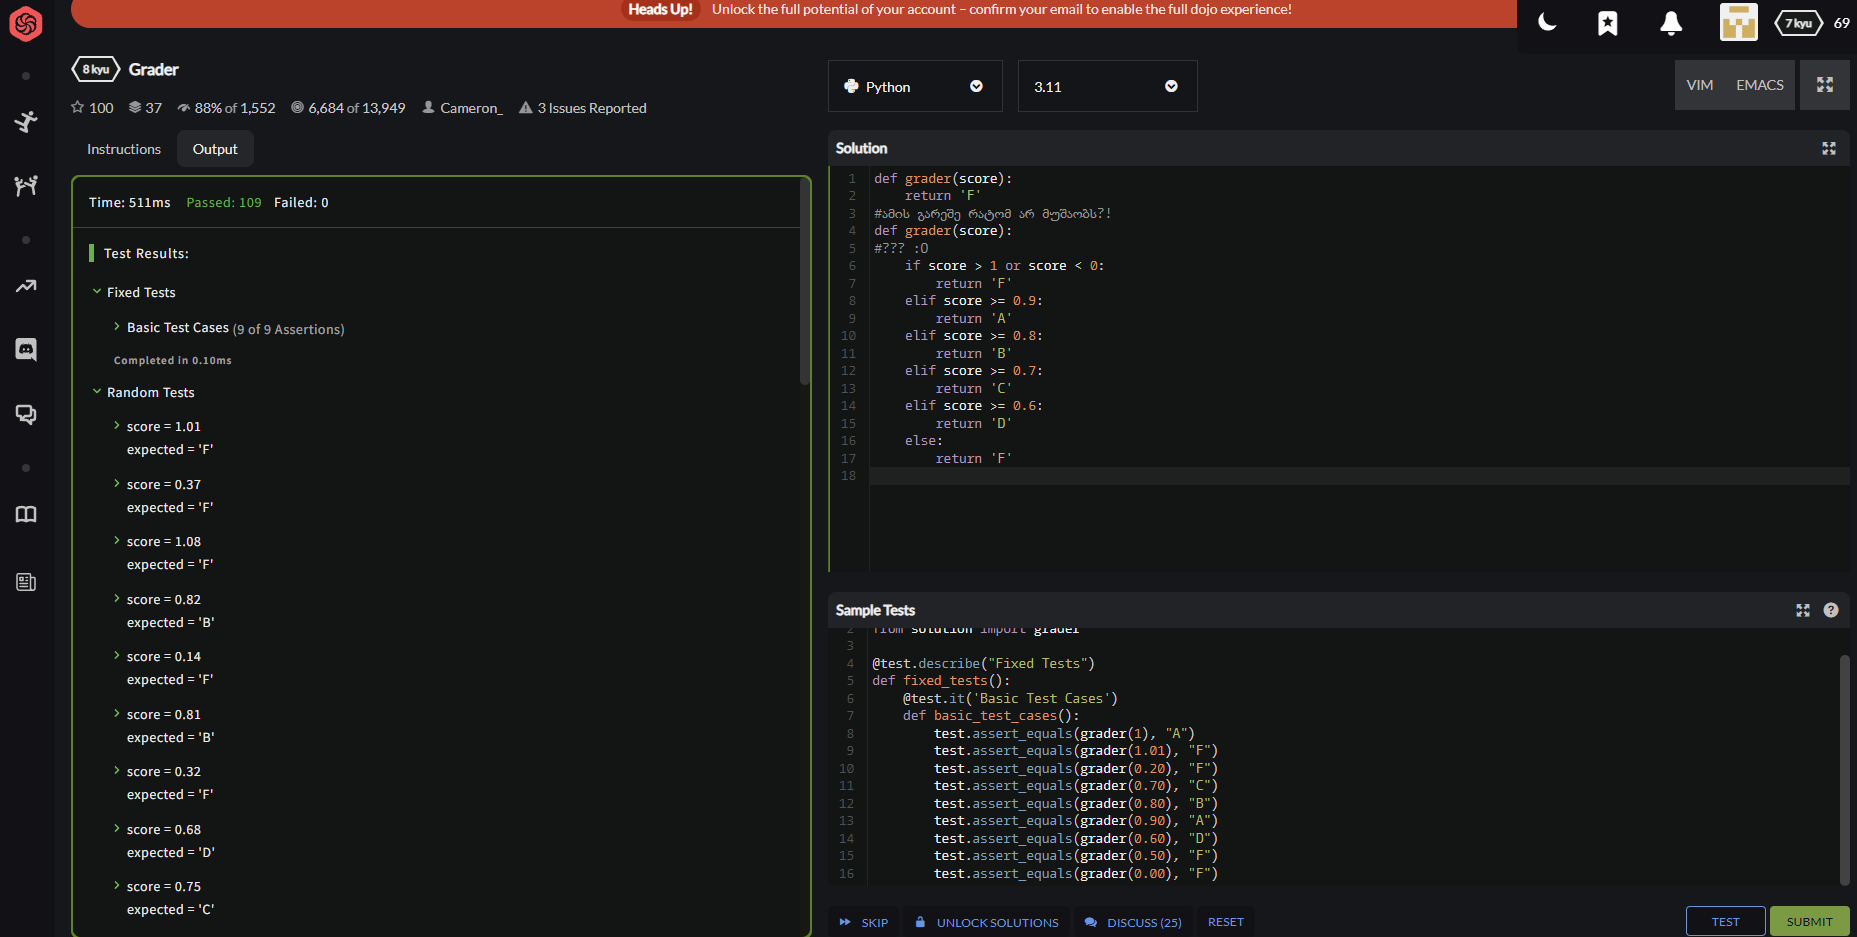 Heads Up! Unlock the full potential of your account – confirm your email to enable the full dojo experience!
7 kyu 69
8 kyu Grader
100 37 88% of 1,552 6,684 of 13,949 Cameron_ 3 Issues Reported
Instructions Output
Time: 511ms Passed: 109 Failed: 0
Test Results:
Fixed Tests
Basic Test Cases (9 of 9 Assertions)
Completed in 0.10ms
Random Tests
score = 1.01
expected = 'F'
score = 0.37
expected = 'F'
score = 1.08
expected = 'F'
score = 0.82
expected = 'B'
score = 0.14
expected = 'F'
score = 0.81
expected = 'B'
score = 0.32
expected = 'F'
score = 0.68
expected = 'D'
score = 0.75
expected = 'C'
Python 3.11 VIM EMACS
Solution
1 def grader(score):
2 return 'F'
3 #ამის გარეშე რატომ არ მუშაობს?!
4 def grader(score):
5 #??? :O
6 if score > 1 or score < 0:
7 return 'F'
8 elif score >= 0.9:
9 return 'A'
10 elif score >= 0.8:
11 return 'B'
12 elif score >= 0.7:
13 return 'C'
14 elif score >= 0.6:
15 return 'D'
16 else:
17 return 'F'
18
Sample Tests
2 from solution import grader
3
4 @test.describe("Fixed Tests")
5 def fixed_tests():
6 @test.it('Basic Test Cases')
7 def basic_test_cases():
8 test.assert_equals(grader(1), "A")
9 test.assert_equals(grader(1.01), "F")
10 test.assert_equals(grader(0.20), "F")
11 test.assert_equals(grader(0.70), "C")
12 test.assert_equals(grader(0.80), "B")
13 test.assert_equals(grader(0.90), "A")
14 test.assert_equals(grader(0.60), "D")
15 test.assert_equals(grader(0.50), "F")
16 test.assert_equals(grader(0.00), "F")
SKIP UNLOCK SOLUTIONS DISCUSS (25) RESET TEST SUBMIT